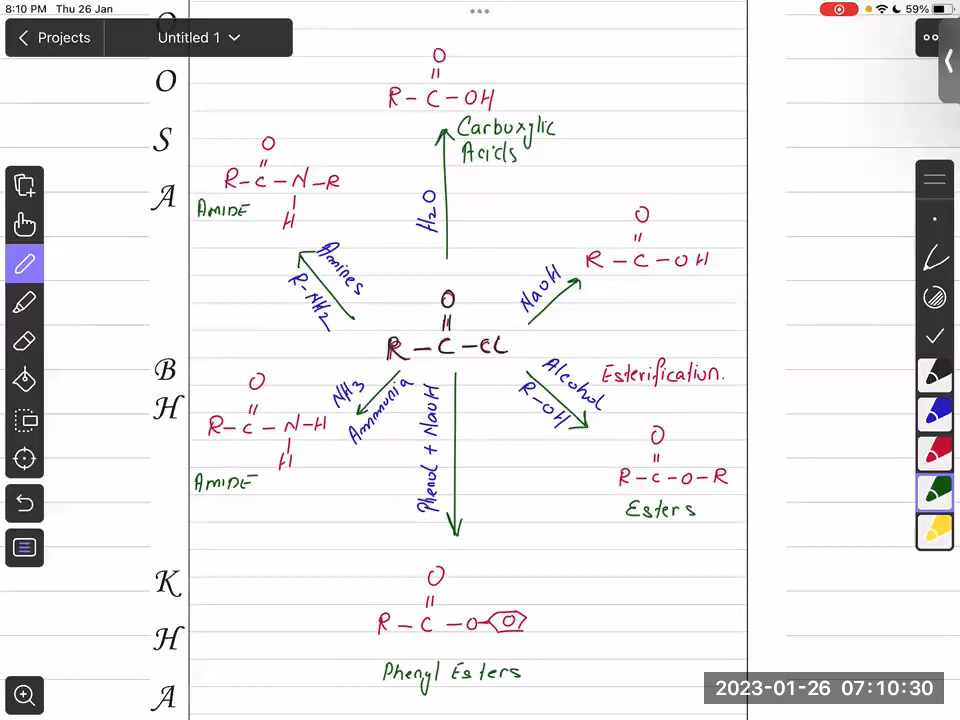 8:10 PM Thu 26 Jan
59%
Projects
Untitled 1
O
S
A
B
H
K
H
A
O
||
R - C - OH
Carboxylic
Acids
H2O
O
||
R - C - N - R
|
H
AMIDE
Amines
R-NH2
O
||
R - C - OH
NaOH
O
||
R - C - Cl
Esterification.
Alcohol
R-OH
O
||
R - C - O - R
Esters
NH3
Ammonia
O
||
R - C - N - H
|
H
AMIDE
Phenol + NaOH
O
||
R - C - O -
Phenyl Esters
2023-01-26 07:10:30